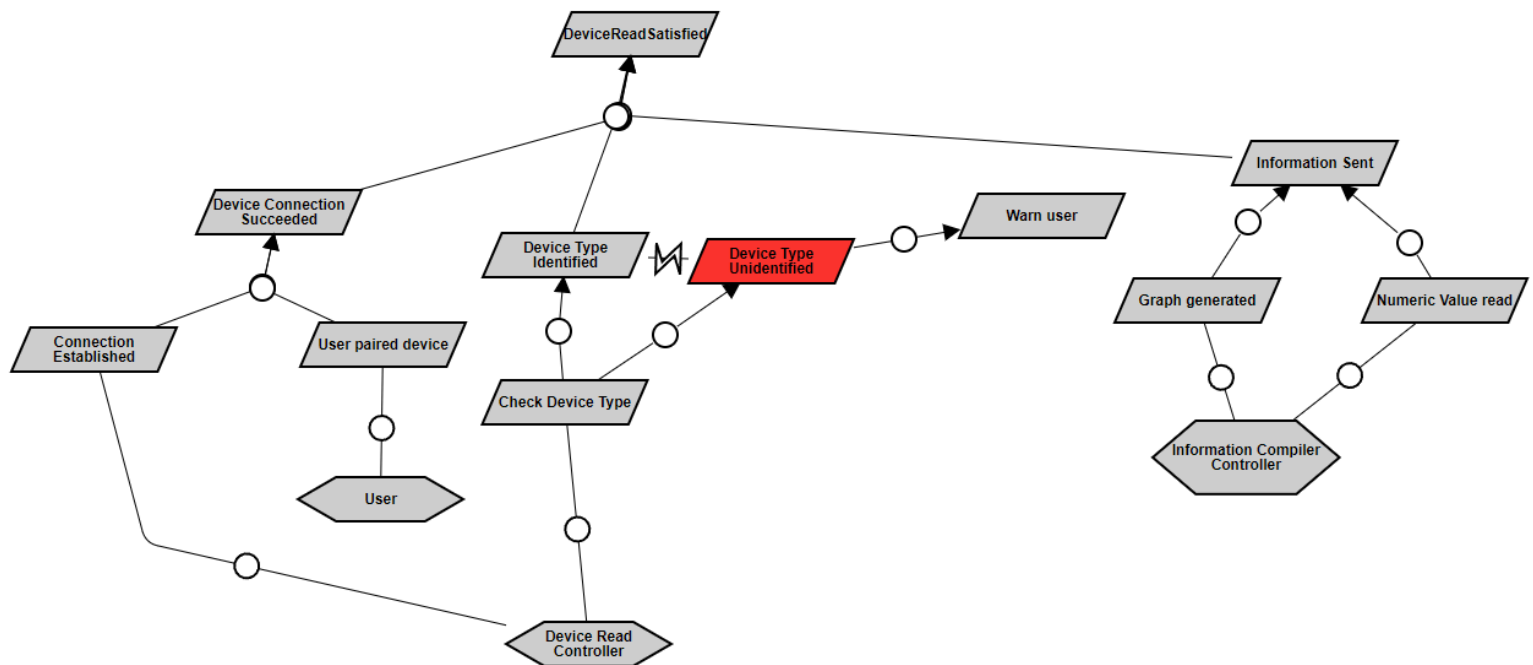 DeviceReadSatisfied
Information Sent
Device Connection
Succeeded
Warn user
Device Type
Identified
Device Type
Unidentified
Graph generated
Numeric Value read
Connection
Established
User paired device
Check Device Type
Information Compiler
Controller
User
Device Read
Controller